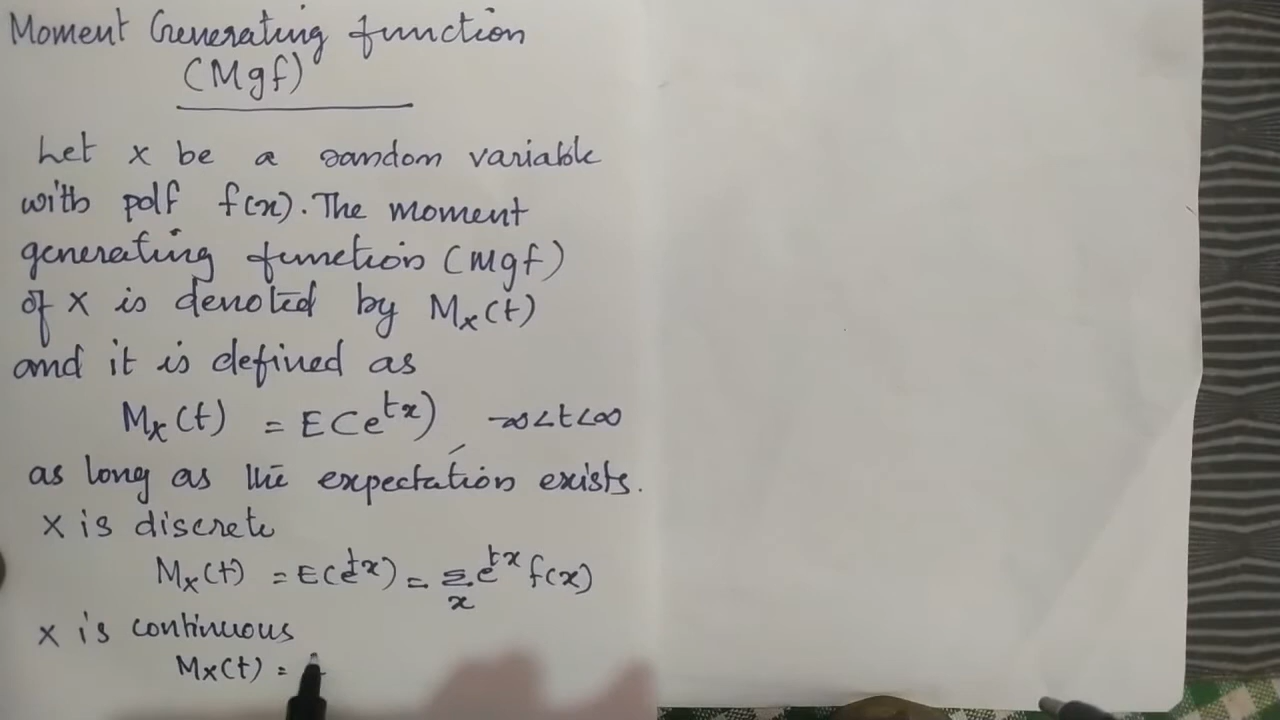 Moment Generating function
(Mgf)
Let x be a random variable
with pdf f(x). The moment
generating function (mgf)
of X is denoted by Mx(t)
and it is defined as
Mx(t) = E(e^tx) -∞<t<∞
as long as the expectation exists.
X is discrete
Mx(t) = E(e^tx) = Σx e^tx f(x)
X is continuous
Mx(t) =